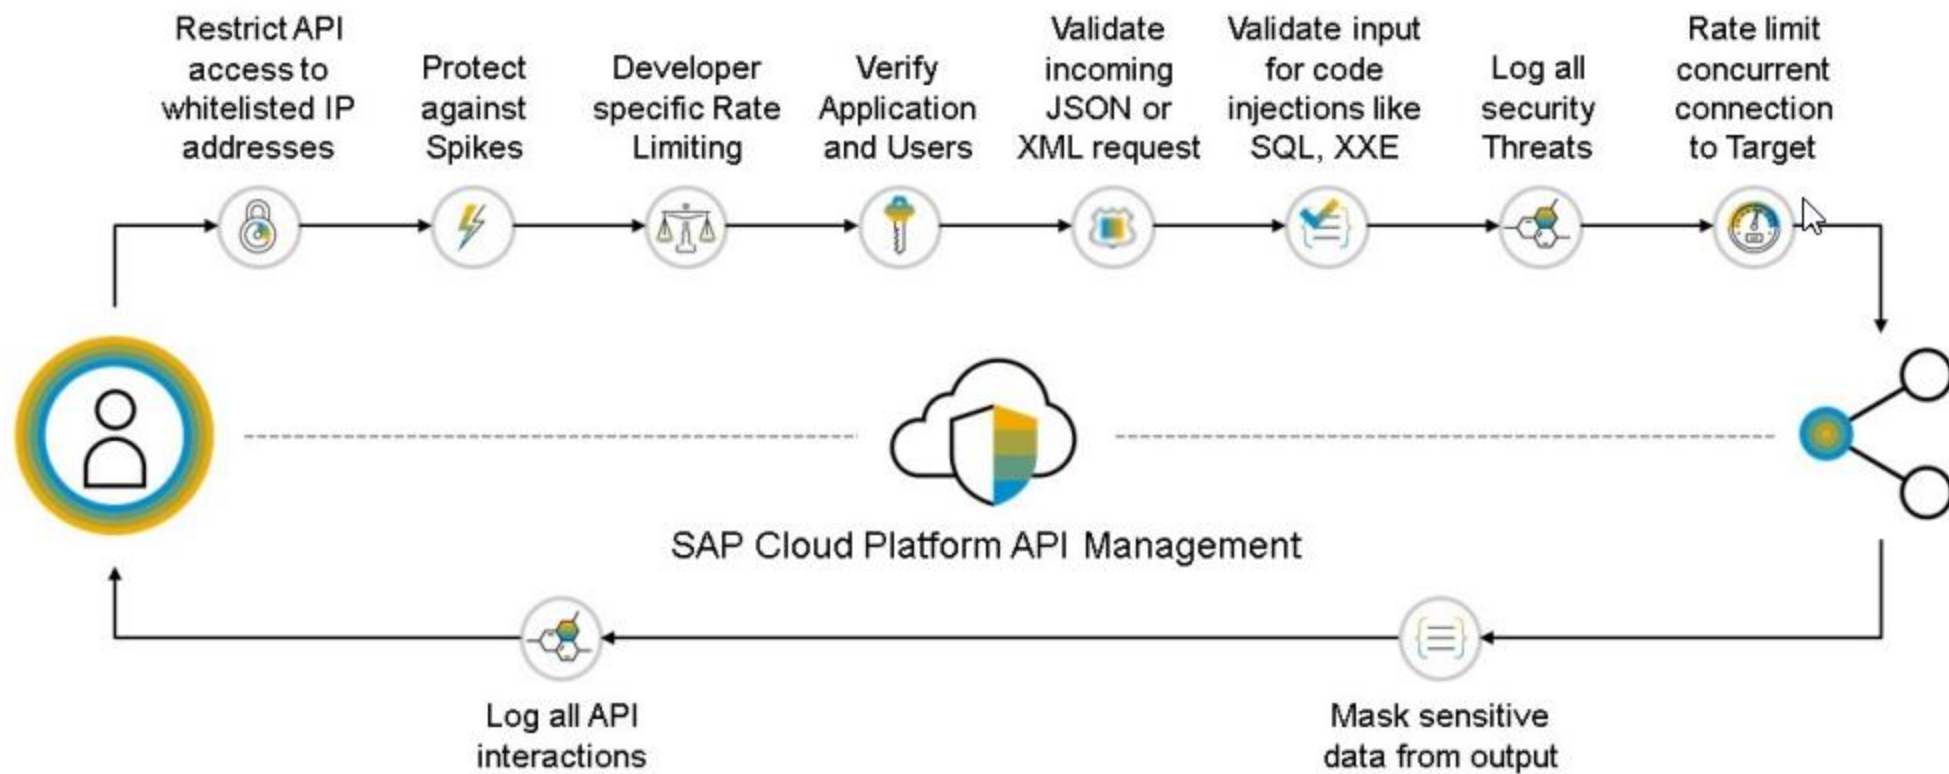 Restrict API
access to
whitelisted IP
addresses
Protect
against
Spikes
Developer
specific Rate
Limiting
Verify
Application
and Users
Validate
incoming
JSON or
XML request
Validate input
for code
injections like
SQL, XXE
Log all
security
Threats
Rate limit
concurrent
connection
to Target
SAP Cloud Platform API Management
Log all API
interactions
Mask sensitive
data from output